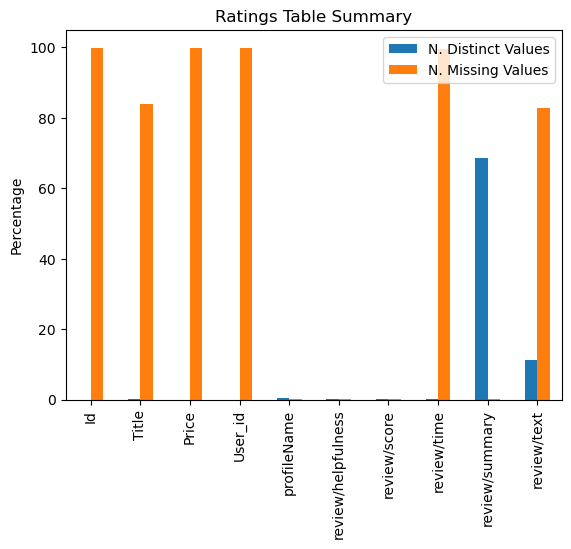 Ratings Table Summary
N. Distinct Values
N. Missing Values
Percentage
100
80
60
40
20
0
Id
Title
Price
User_id
profileName
review/helpfulness
review/score
review/time
review/summary
review/text